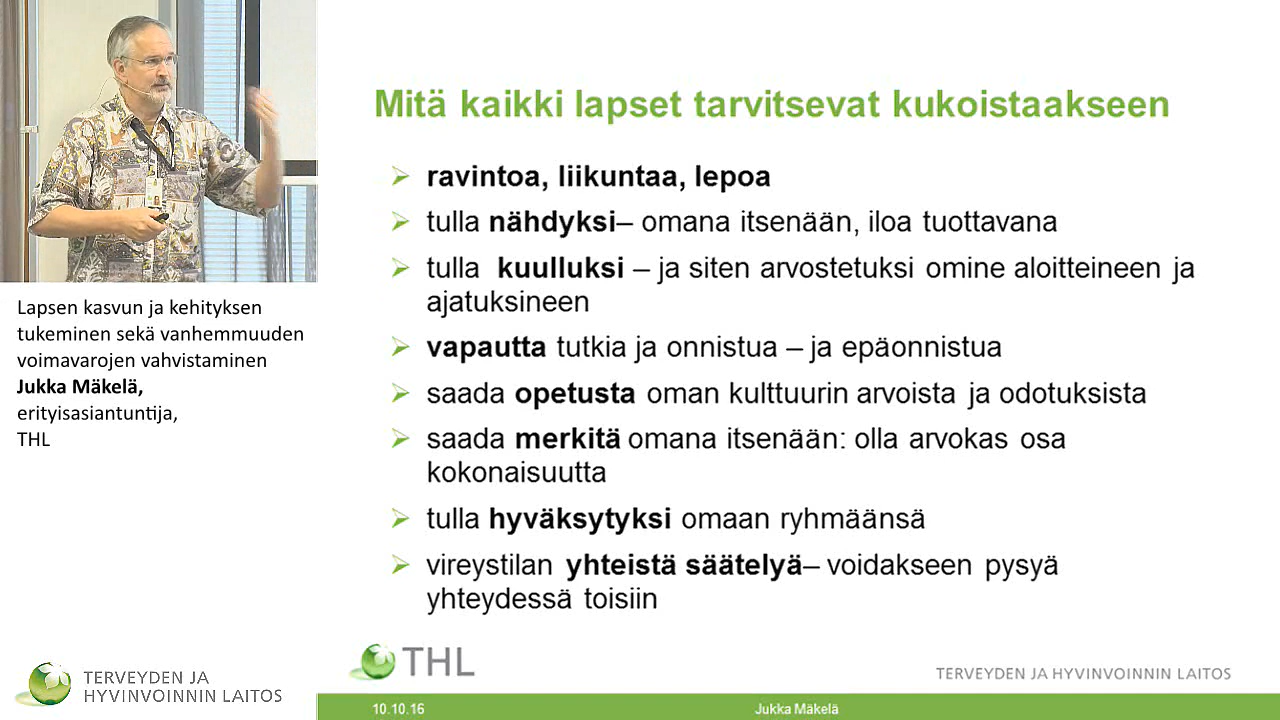 Mitä kaikki lapset tarvitsevat kukoistaakseen
ravintoa, liikuntaa, lepoa
tulla nähdyksi– omana itsenään, iloa tuottavana
tulla kuulluksi – ja siten arvostetuksi omine aloitteineen ja
ajatuksineen
vapautta tutkia ja onnistua – ja epäonnistua
saada opetusta oman kulttuurin arvoista ja odotuksista
saada merkitä omana itsenään: olla arvokas osa
kokonaisuutta
tulla hyväksytyksi omaan ryhmäänsä
vireystilan yhteistä säätelyä– voidakseen pysyä
yhteydessä toisiin
Lapsen kasvun ja kehityksen
tukeminen sekä vanhemmuuden
voimavarojen vahvistaminen
Jukka Mäkelä,
erityisasiantuntija,
THL
TERVEYDEN JA
HYVINVOINNIN LAITOS
THL
TERVEYDEN JA HYVINVOINNIN LAITOS
10.10.16
Jukka Mäkelä